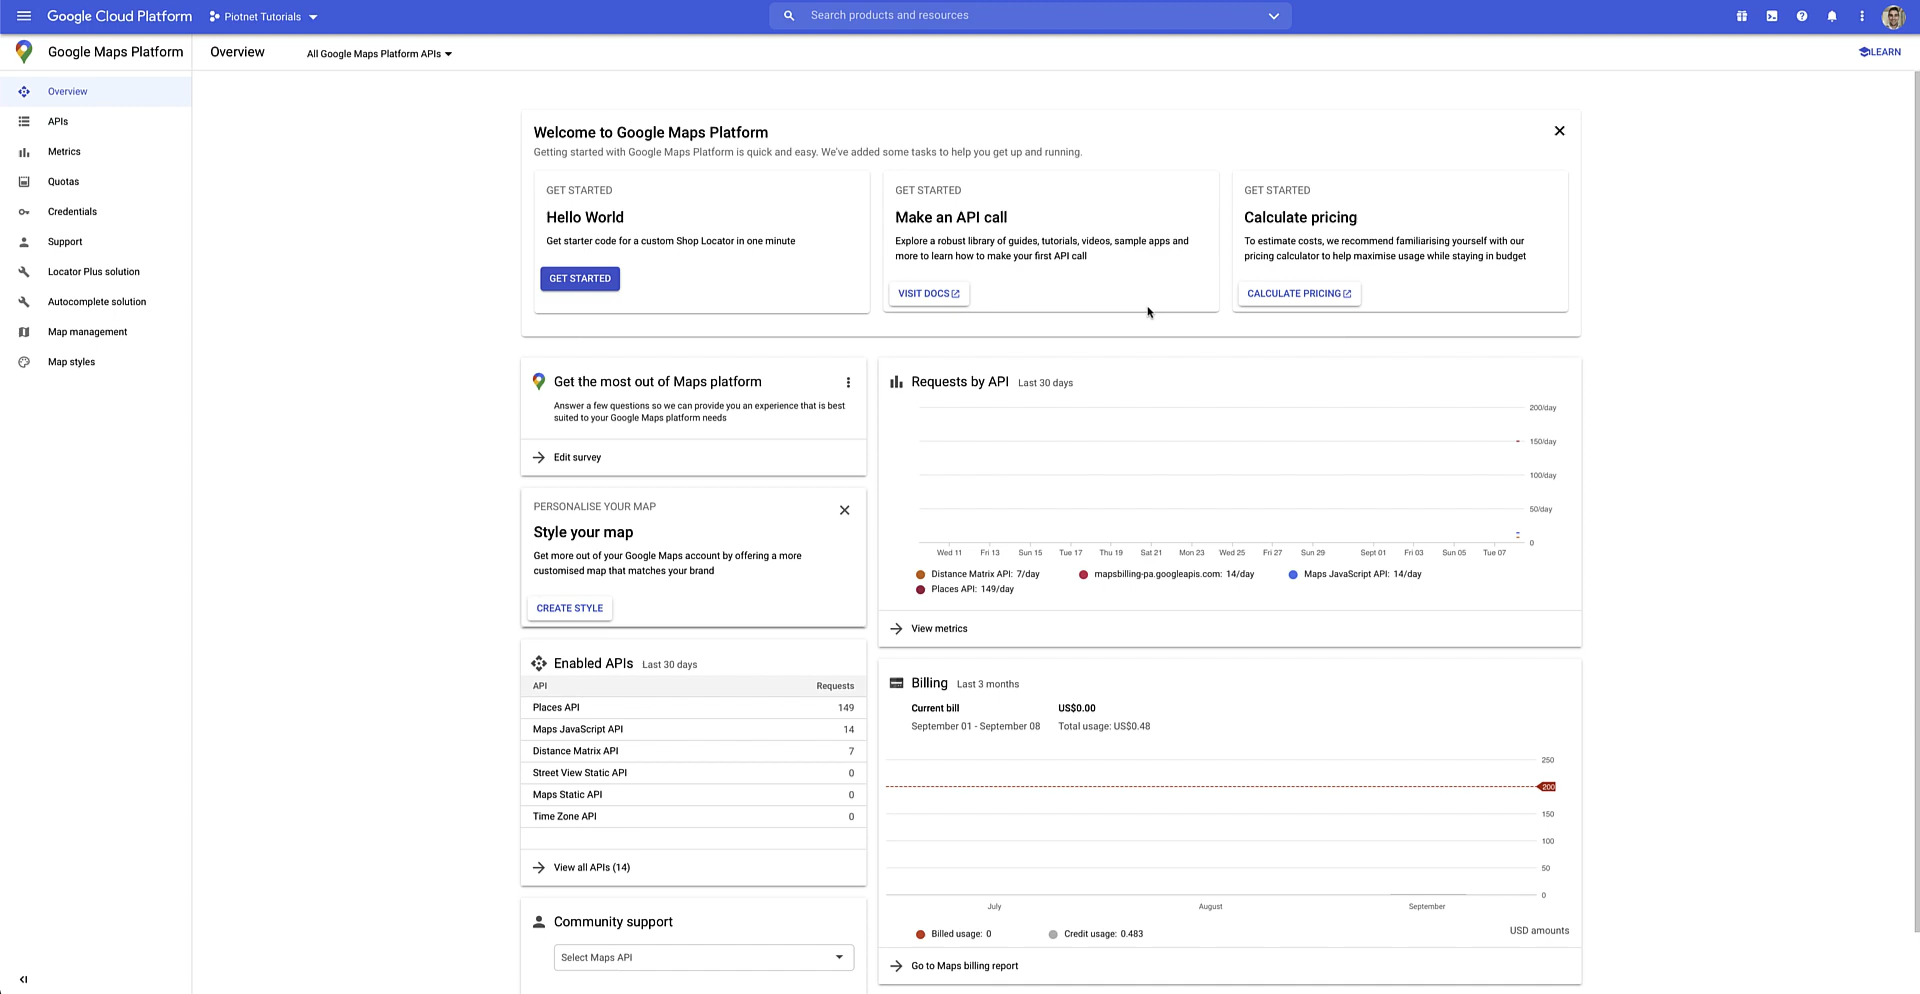 Google Cloud Platform
Piotnet Tutorials
Search products and resources
Google Maps Platform
Overview
All Google Maps Platform APIs
LEARN
Overview
APIs
Metrics
Quotas
Credentials
Support
Locator Plus solution
Autocomplete solution
Map management
Map styles
Welcome to Google Maps Platform
Getting started with Google Maps Platform is quick and easy. We've added some tasks to help you get up and running.
GET STARTED
Hello World
Get starter code for a custom Shop Locator in one minute
GET STARTED
GET STARTED
Make an API call
Explore a robust library of guides, tutorials, videos, sample apps and
more to learn how to make your first API call
VISIT DOCS
GET STARTED
Calculate pricing
To estimate costs, we recommend familiarising yourself with our
pricing calculator to help maximise usage while staying in budget
CALCULATE PRICING
Get the most out of Maps platform
Answer a few questions so we can provide you an experience that is best
suited to your Google Maps platform needs
Edit survey
PERSONALISE YOUR MAP
Style your map
Get more out of your Google Maps account by offering a more
customised map that matches your brand
CREATE STYLE
Enabled APIs Last 30 days
API Requests
Places API 149
Maps JavaScript API 14
Distance Matrix API 7
Street View Static API 0
Maps Static API 0
Time Zone API 0
View all APIs (14)
Community support
Select Maps API
Requests by API Last 30 days
200/day
150/day
100/day
50/day
0
Wed 11 Fri 13 Sun 15 Tue 17 Thu 19 Sat 21 Mon 23 Wed 25 Fri 27 Sun 29 Sept 01 Fri 03 Sun 05 Tue 07
Distance Matrix API: 7/day mapsbilling-pa.googleapis.com: 14/day Maps JavaScript API: 14/day
Places API: 149/day
View metrics
Billing Last 3 months
Current bill US$0.00
September 01 - September 08 Total usage: US$0.48
250
200
150
100
50
0
July August September
Billed usage: 0 Credit usage: 0.483
USD amounts
Go to Maps billing report